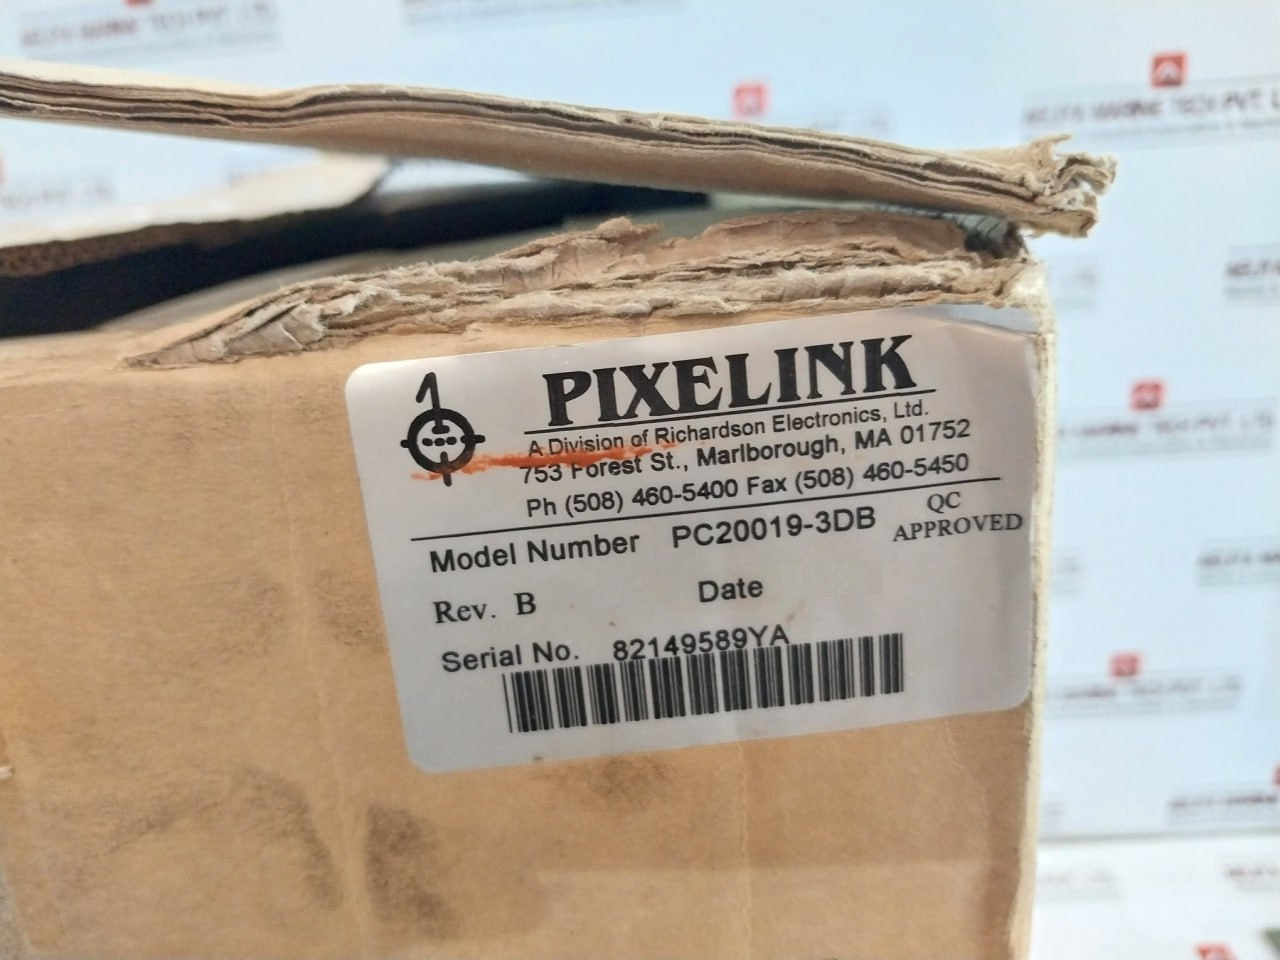 PIXELINK
A Division of Richardson Electronics, Ltd.
753 Forest St., Marlborough, MA 01752
Ph (508) 460-5400 Fax (508) 460-5450
Model Number PC20019-3DB QC APPROVED
Rev. B Date
Serial No. 82149589YA